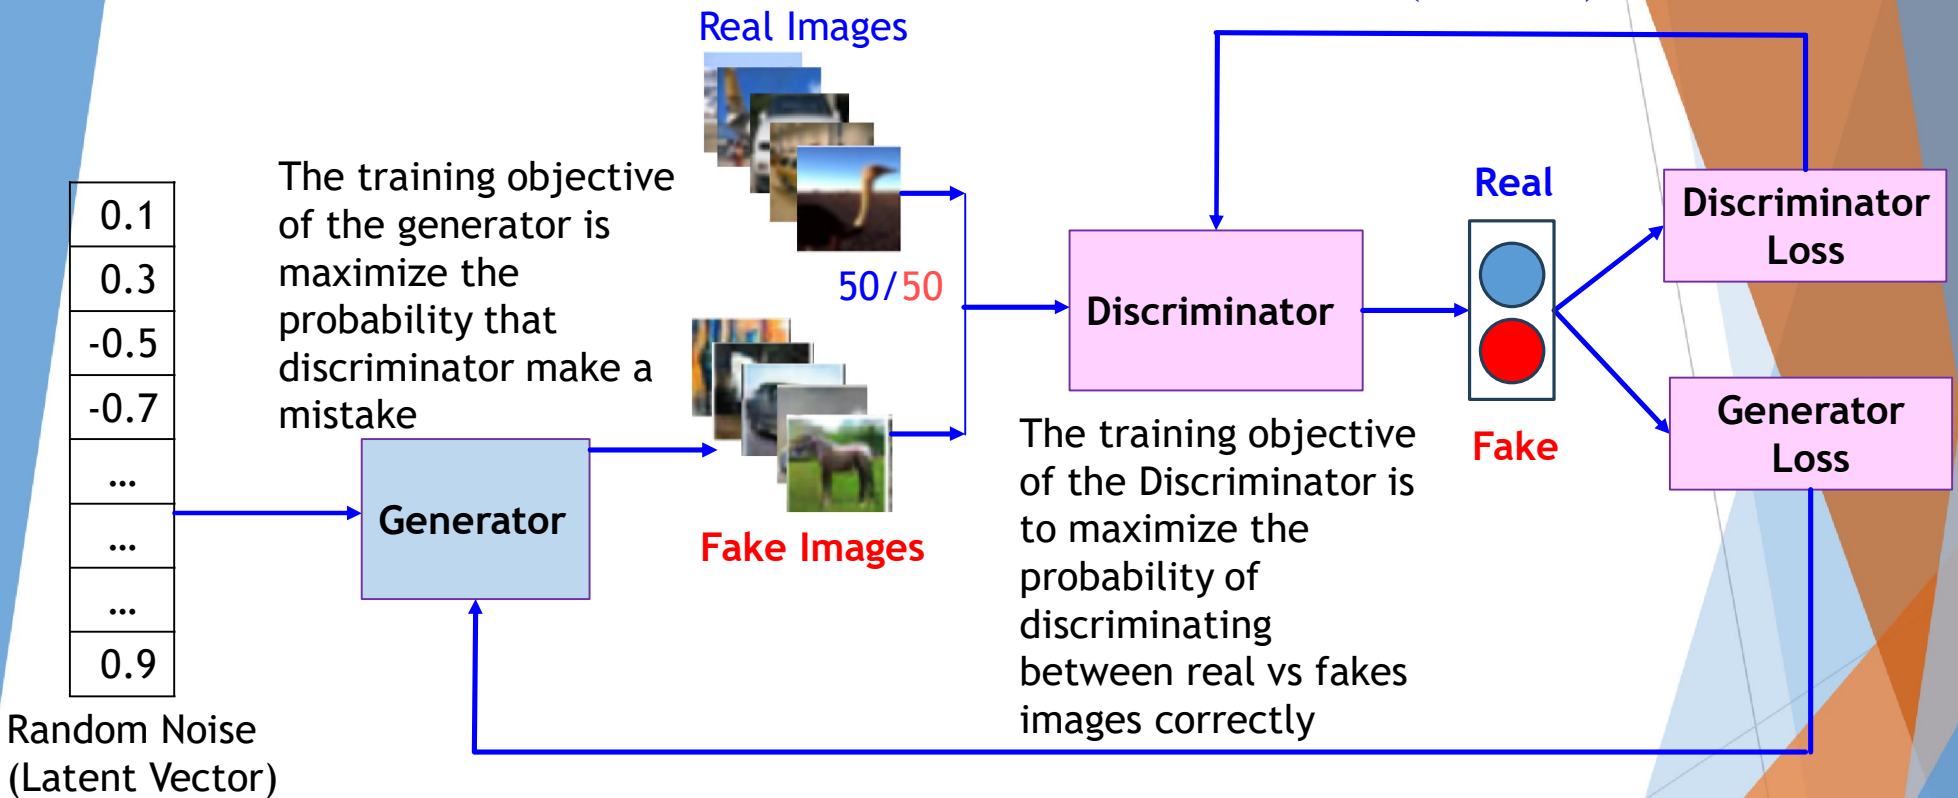 Real Images
The training objective
of the generator is
maximize the
probability that
discriminator make a
mistake
0.1
0.3
-0.5
-0.7
...
...
...
0.9
Random Noise
(Latent Vector)
Generator
50/50
Fake Images
Discriminator
The training objective
of the Discriminator is
to maximize the
probability of
discriminating
between real vs fakes
images correctly
Real
Fake
Discriminator
Loss
Generator
Loss